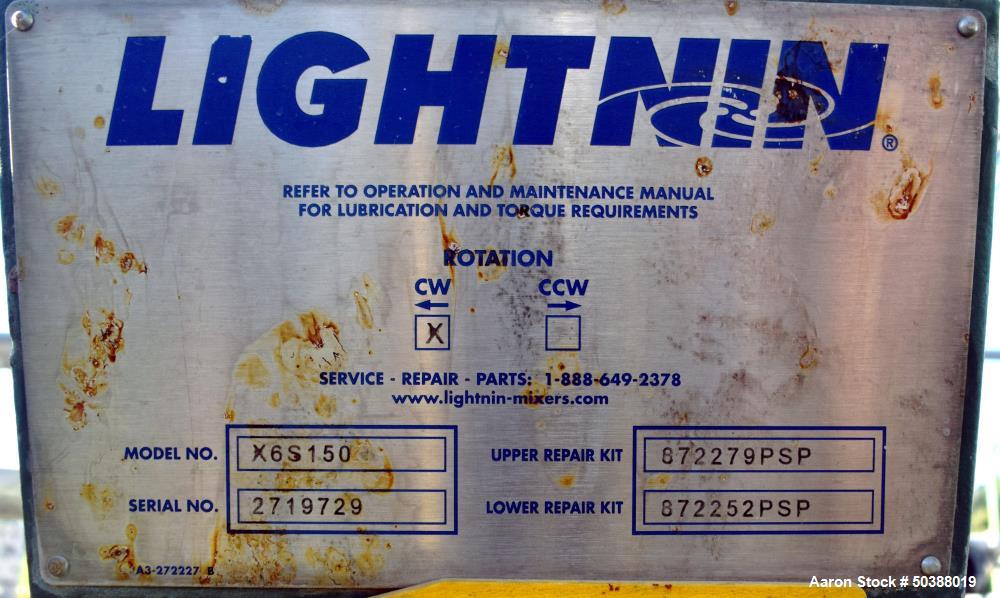 LIGHTNIN®
REFER TO OPERATION AND MAINTENANCE MANUAL
FOR LUBRICATION AND TORQUE REQUIREMENTS
ROTATION
CW CCW
← →
X
SERVICE - REPAIR - PARTS: 1-888-649-2378
www.lightnin-mixers.com
MODEL NO. X6S150 UPPER REPAIR KIT 872279PSP
SERIAL NO. 2719729 LOWER REPAIR KIT 872252PSP
A3-272227 B
Aaron Stock # 50388019